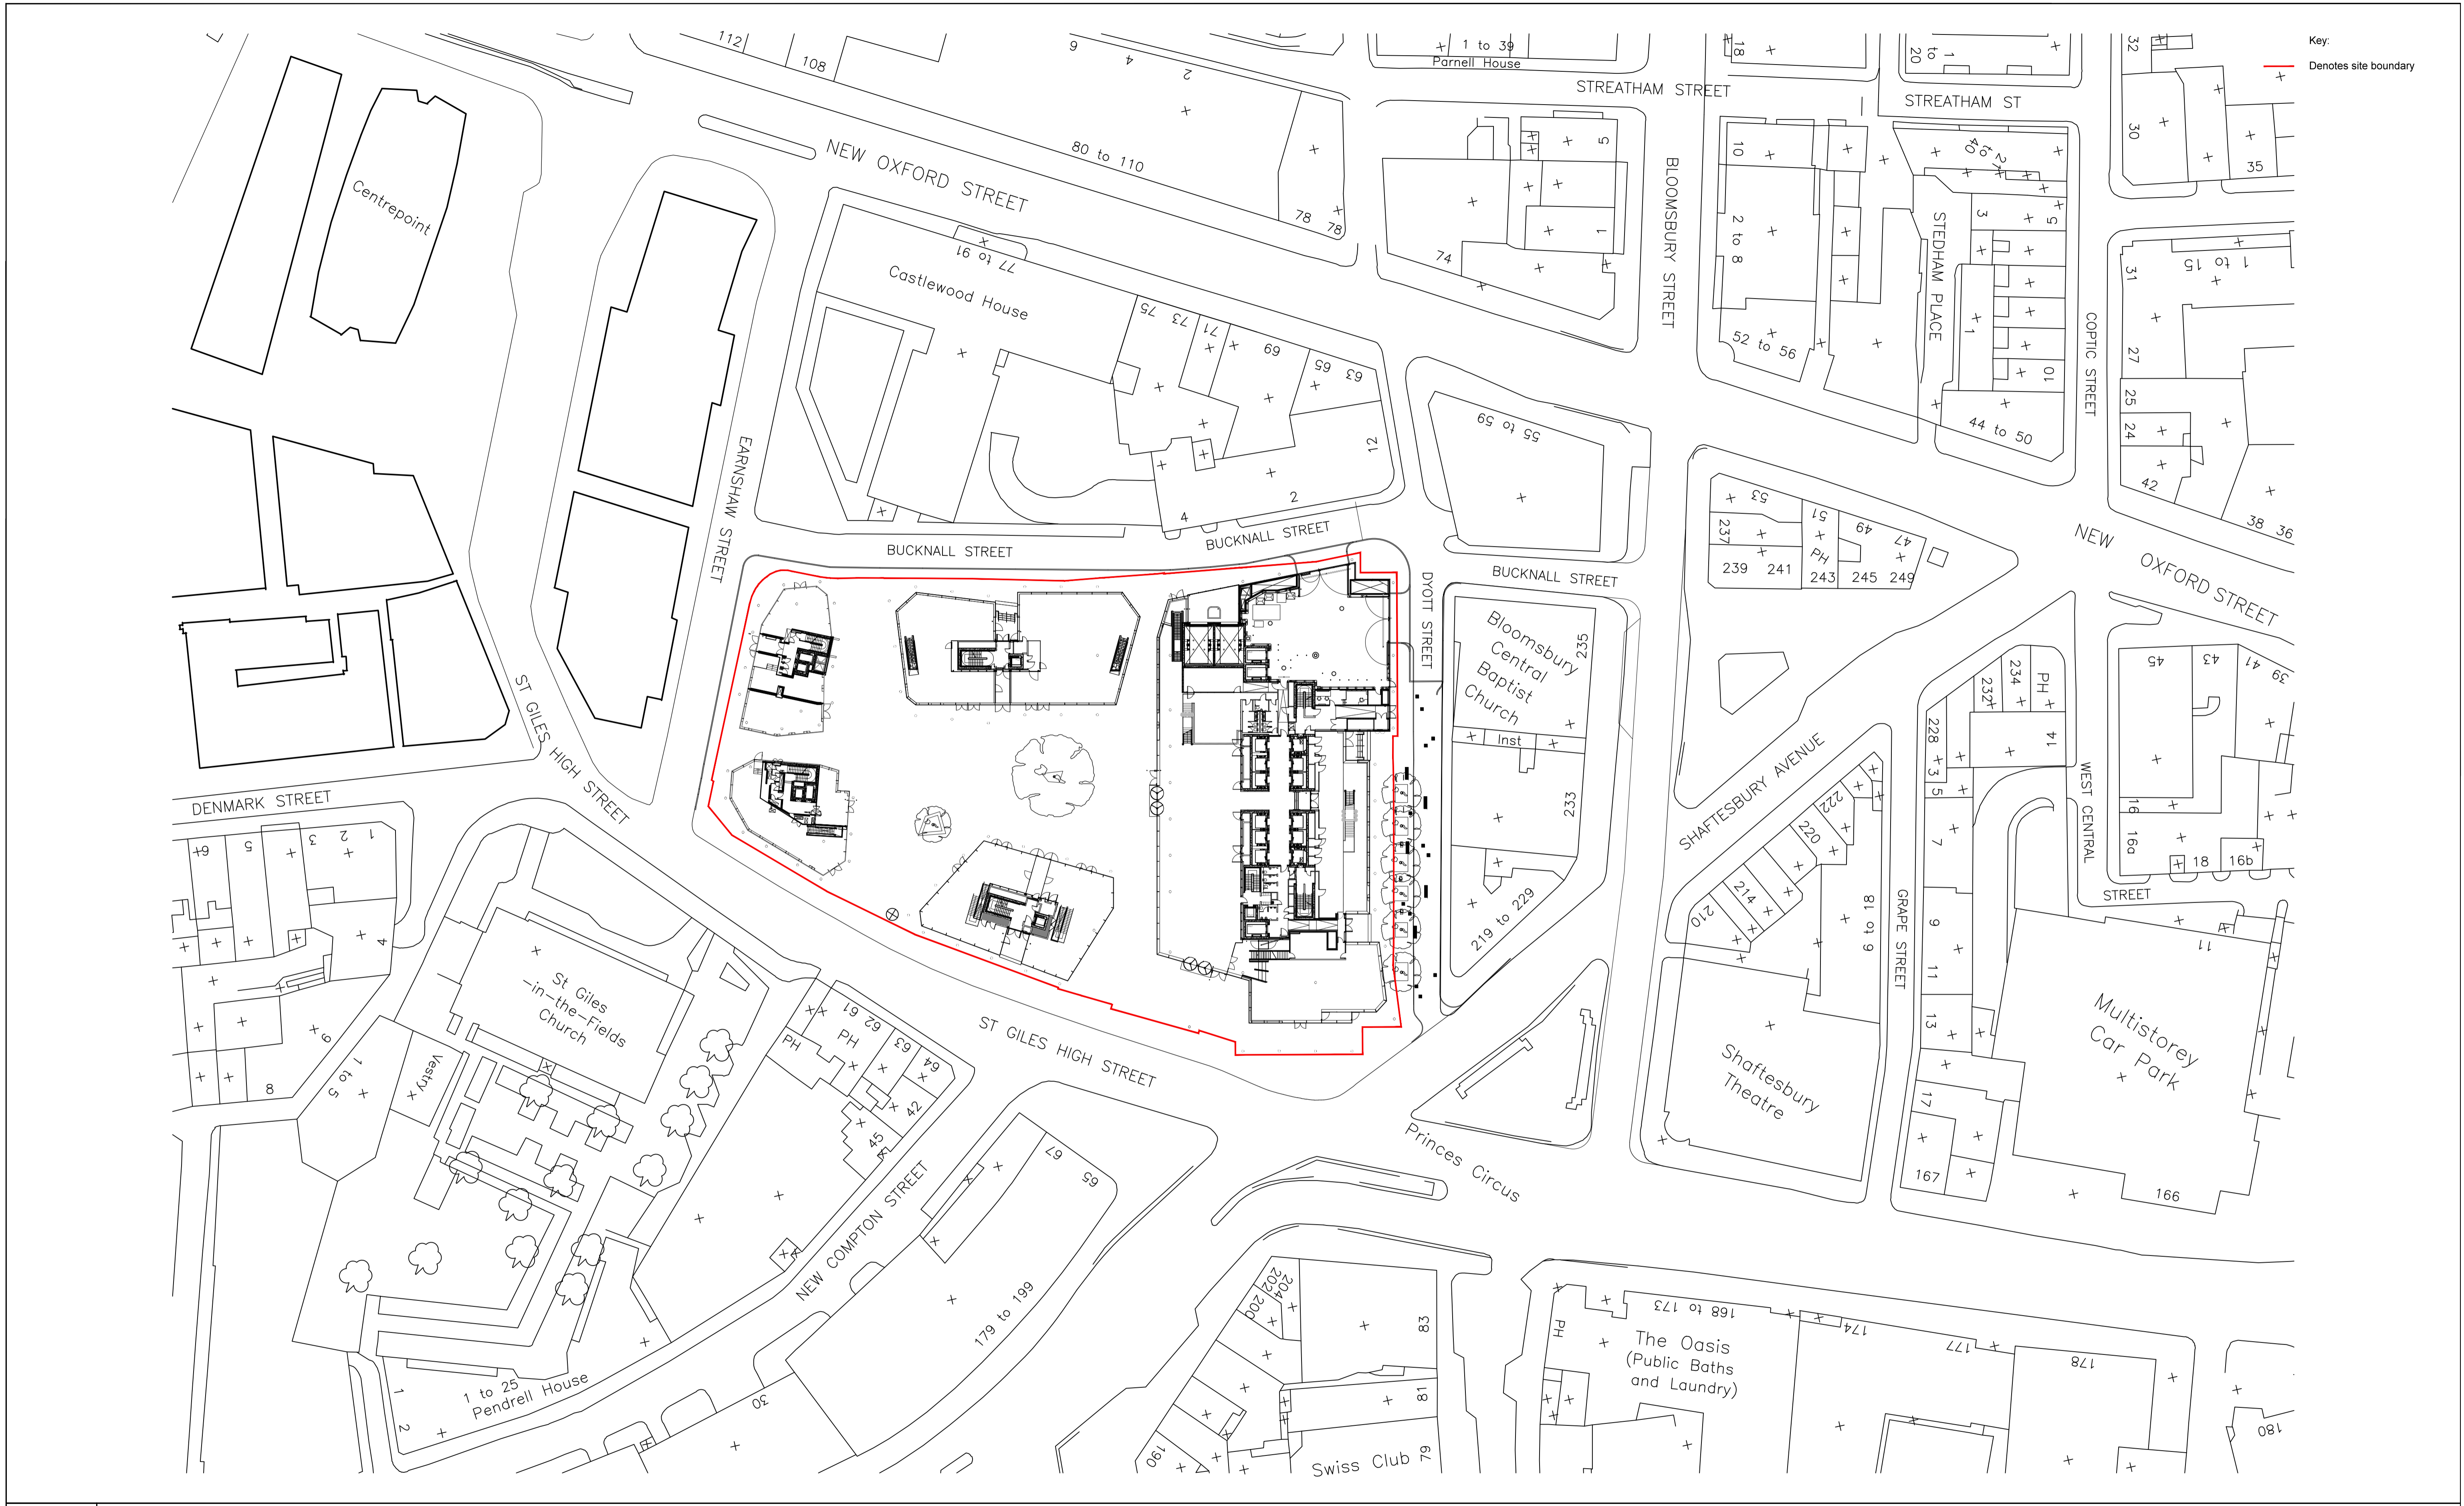 Key:
Denotes site boundary
112
108
6
4
2
1 to 39
Parnell House
18
1
to
20
32
STREATHAM STREET
STREATHAM ST
Centrepoint
NEW OXFORD STREET
80 to 110
78
78
5
1
74
BLOOMSBURY STREET
10
2 to 8
52 to 56
40
to
27
3
5
STEDHAM PLACE
1
10
44 to 50
COPTIC STREET
30
35
31
1 to 15
27
25
24
42
38
36
77 to 91
Castlewood House
75
73
71
69
65
63
12
2
4
55 to 59
EARNSHAW STREET
BUCKNALL STREET
BUCKNALL STREET
BUCKNALL STREET
DYOTT STREET
53
51
49
47
237
PH
239
241
243
245
249
NEW
OXFORD STREET
Bloomsbury
Central
Baptist
Church
235
Inst
233
219 to 229
45
43
41
39
234
PH
232
228
14
3
5
7
9
11
13
17
167
WEST CENTRAL
STREET
16
16a
18
16b
11
ST GILES HIGH STREET
DENMARK STREET
6
5
3
2
1
4
9
8
1 to 5
Vestry
St Giles
-in-the-Fields
Church
PH
PH
61
62
63
64
42
45
ST GILES HIGH STREET
NEW COMPTON STREET
67
65
179 to 199
30
1 to 25
Pendrell House
1
2
SHAFTESBURY AVENUE
222
220
214
210
18 to 9
GRAPE STREET
Shaftesbury
Theatre
Multistorey
Car Park
166
Princes Circus
204
202
200
190
83
81
79
Swiss Club
PH
168 to 173
174
177
178
180
The Oasis
(Public Baths
and Laundry)